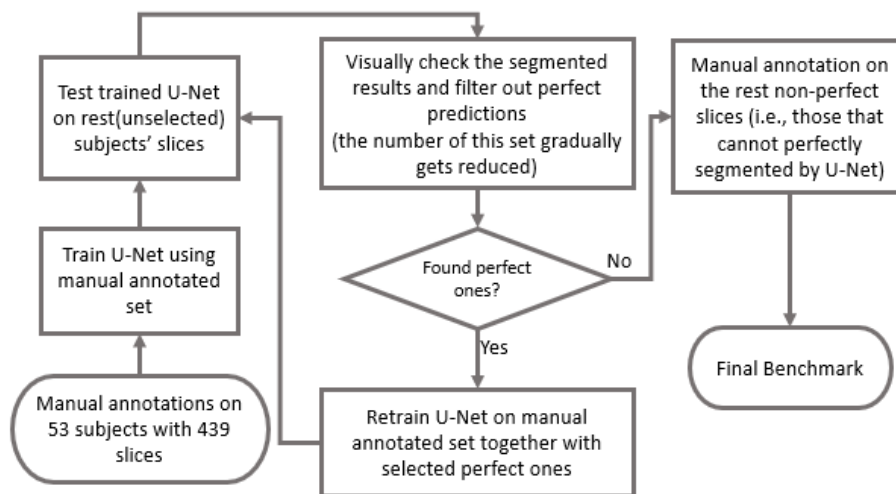 Manual annotations on
53 subjects with 439
slices
Train U-Net using
manual annotated
set
Test trained U-Net
on rest(unselected)
subjects' slices
Visually check the segmented
results and filter out perfect
predictions
(the number of this set gradually
gets reduced)
Found perfect
ones?
Yes
Retrain U-Net on manual
annotated set together with
selected perfect ones
No
Manual annotation on
the rest non-perfect
slices (i.e., those that
cannot perfectly
segmented by U-Net)
Final Benchmark